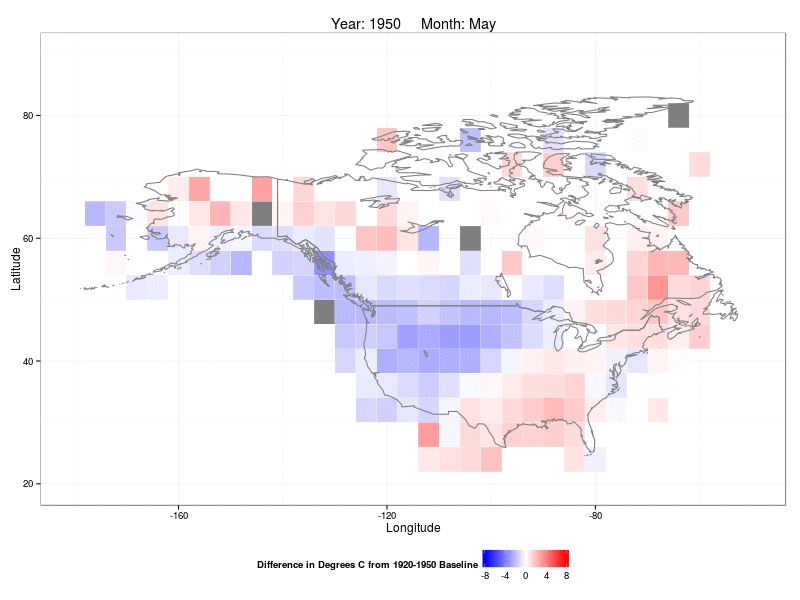 Year: 1950 Month: May
80
60
40
20
Latitude
-160 -120 -80
Longitude
Difference in Degrees C from 1920-1950 Baseline
-8 -4 0 4 8